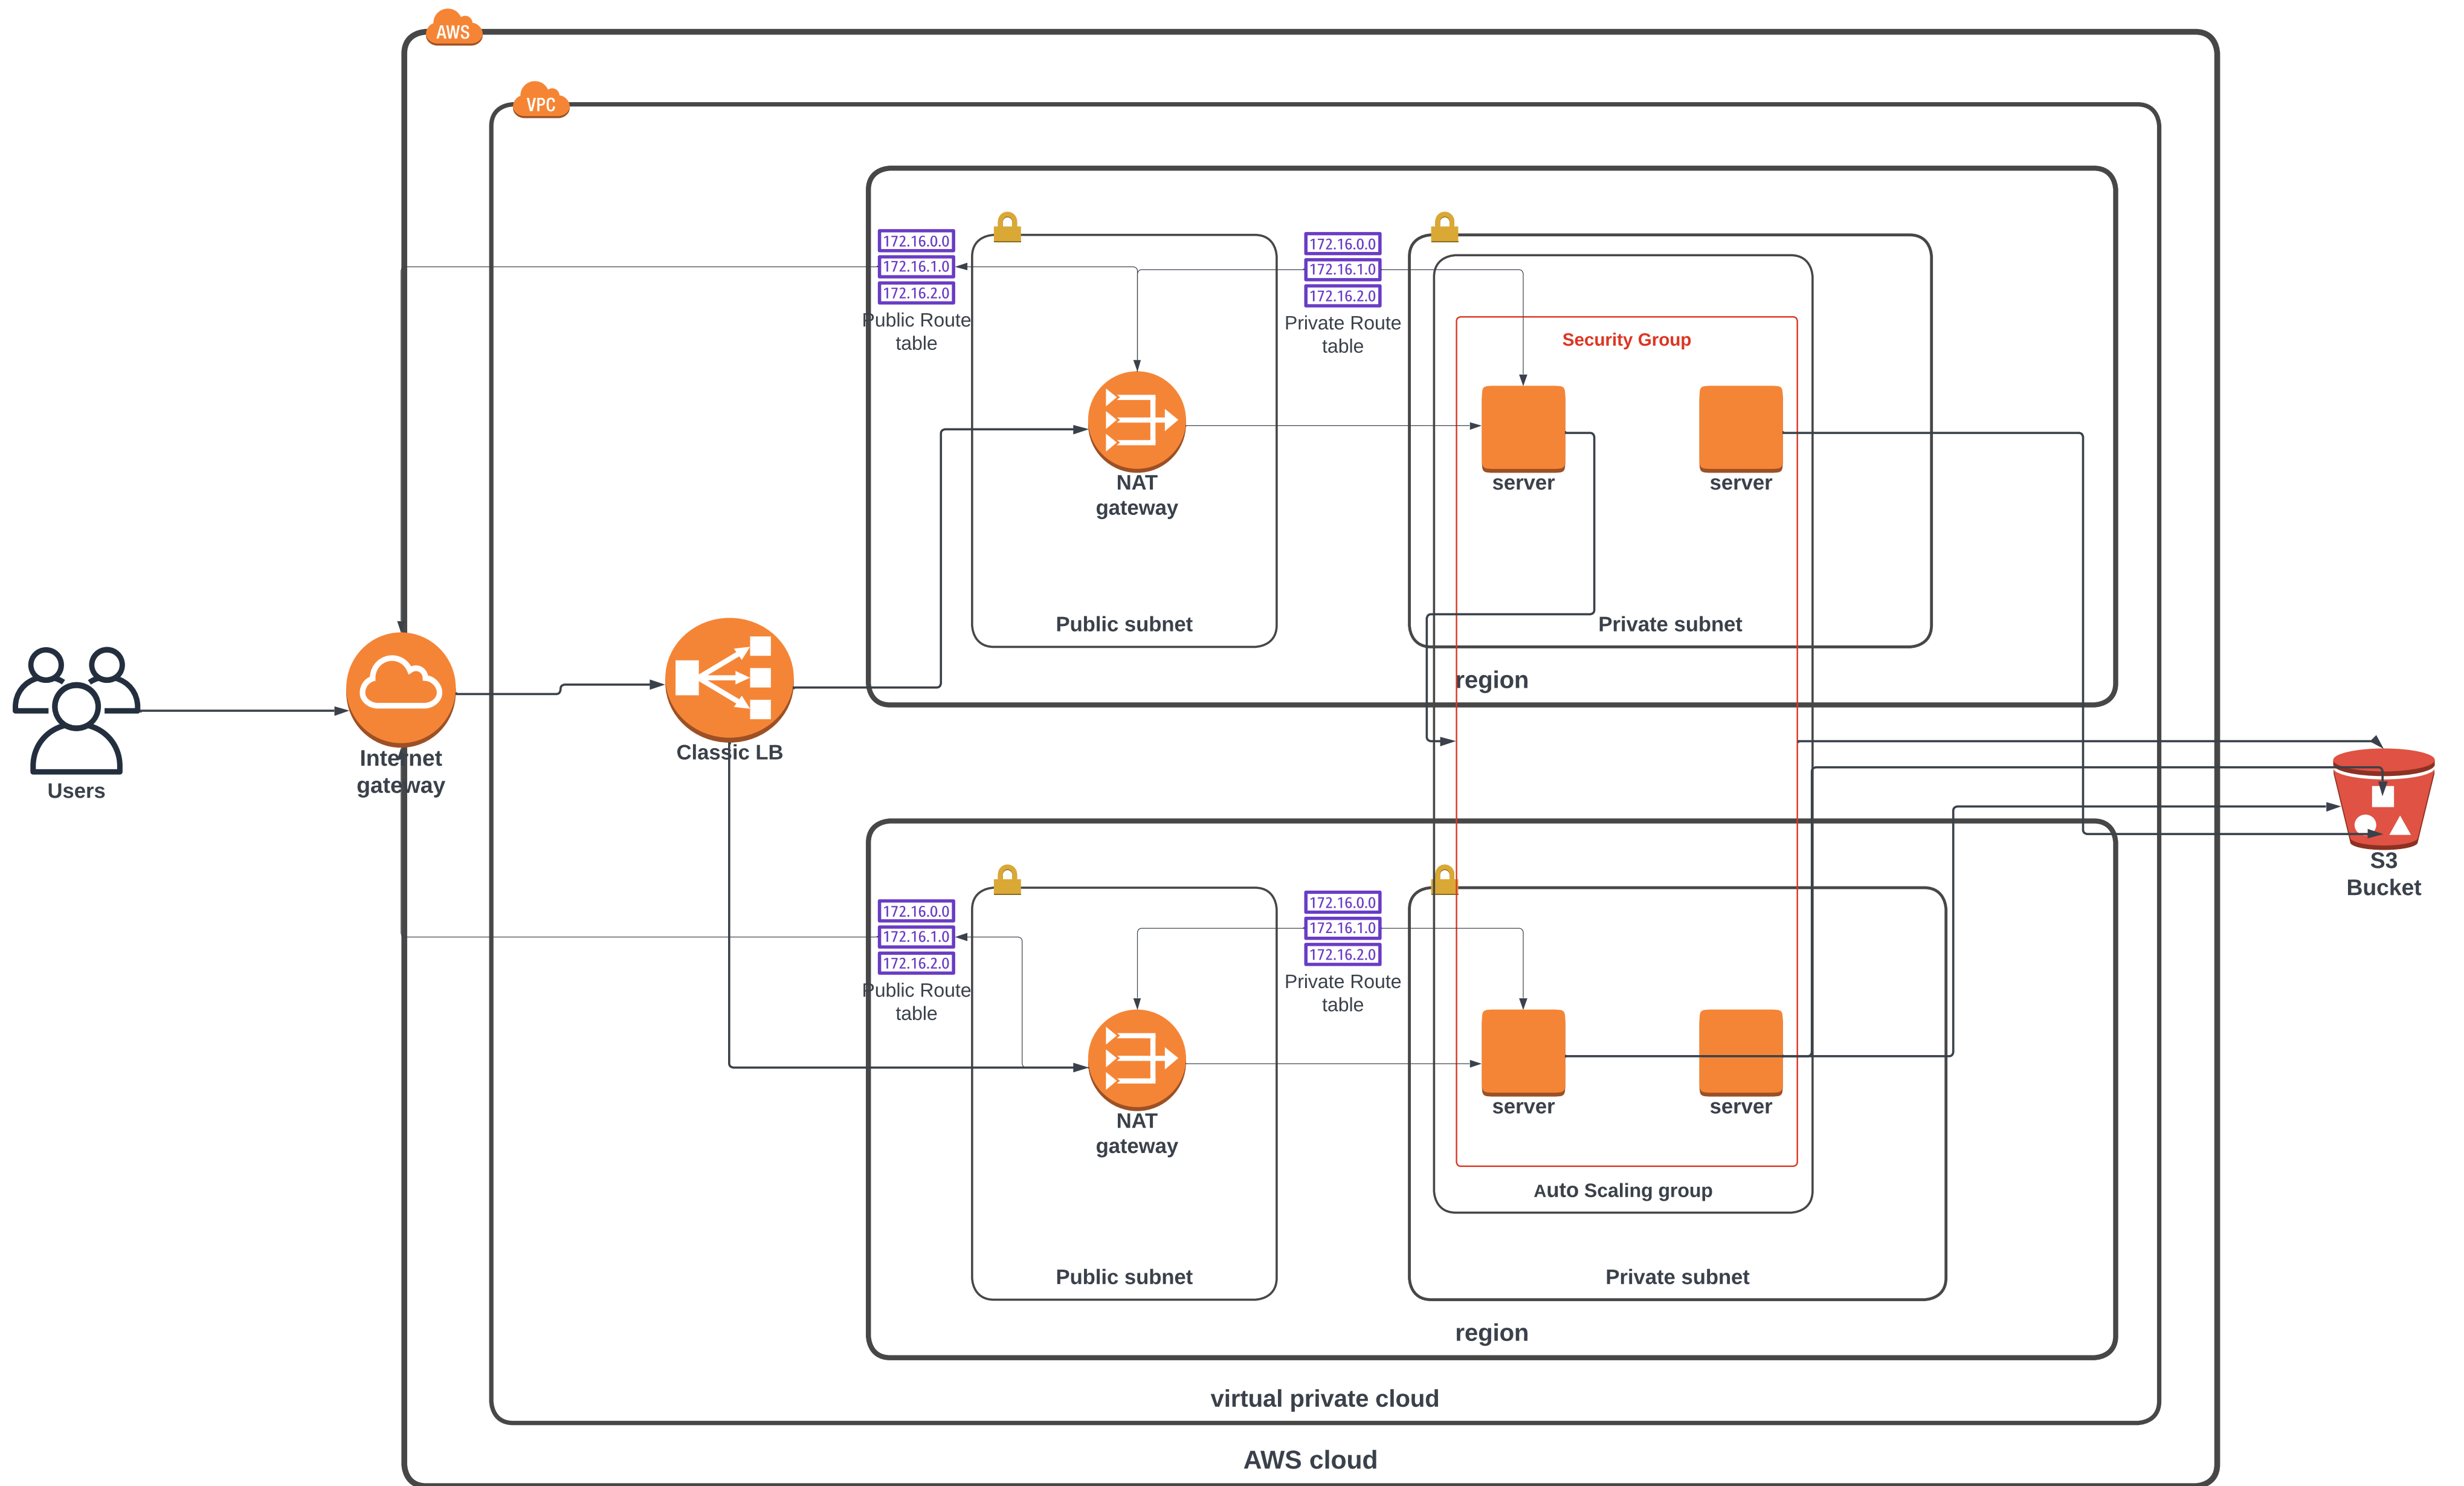 AWS
VPC
172.16.0.0
172.16.1.0
172.16.2.0
Public Route
table
172.16.0.0
172.16.1.0
172.16.2.0
Private Route
table
Security Group
NAT
gateway
server
server
Public subnet
Private subnet
region
Users
Internet
gateway
Classic LB
S3
Bucket
172.16.0.0
172.16.1.0
172.16.2.0
Public Route
table
172.16.0.0
172.16.1.0
172.16.2.0
Private Route
table
NAT
gateway
server
server
Auto Scaling group
Public subnet
Private subnet
region
virtual private cloud
AWS cloud